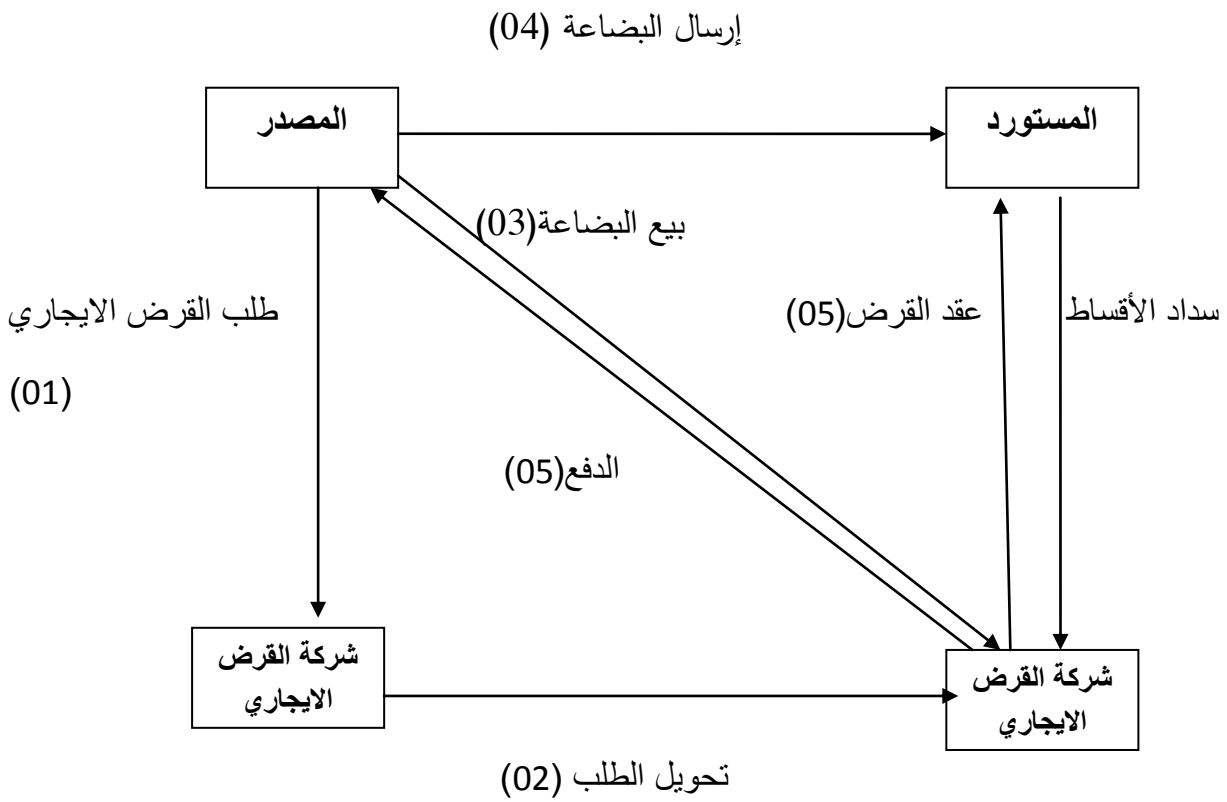 إرسال البضاعة (04)
المصدر
المستورد
بيع البضاعة(03)
طلب القرض الايجاري
(01)
عقد القرض(05)
سداد الأقساط
الدفع(05)
شركة القرض
الايجاري
شركة القرض
الايجاري
تحويل الطلب (02)